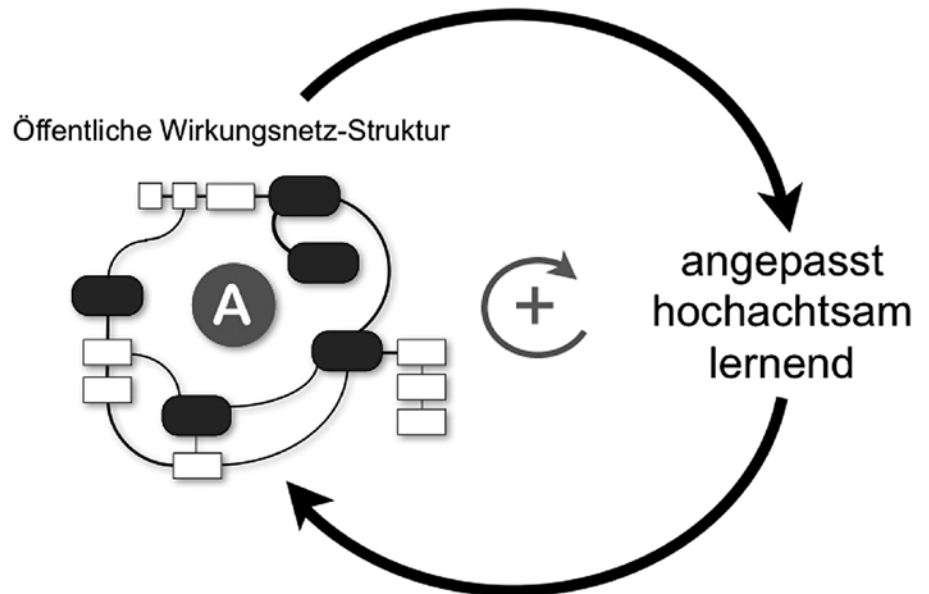 Öffentliche Wirkungsnetz-Struktur
A
+
angepasst
hochachtsam
lernend